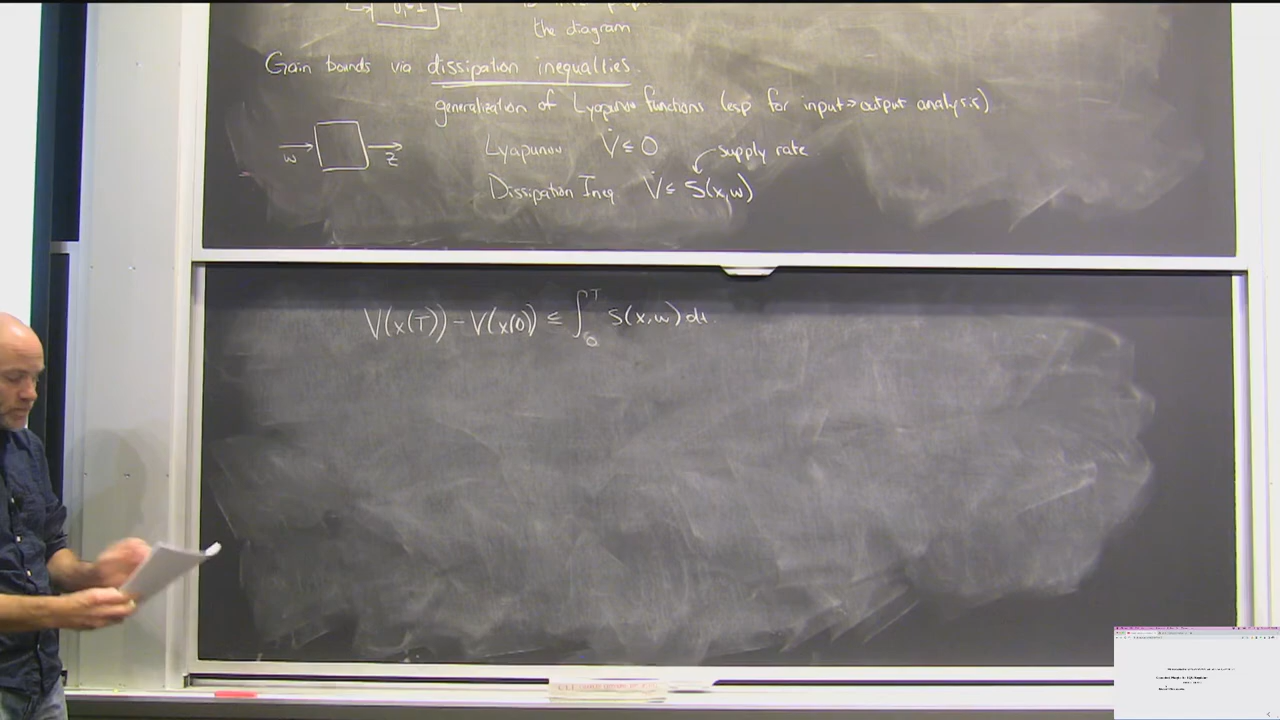 the diagram
Gain bounds via dissipation inequalties.
generalization of Lyapunov functions (esp for input→output analysis)
w z
Lyapunov V̇ ≤ 0
supply rate
Dissipation Ineq V̇ ≤ S(x,w)
V(x(T)) - V(x(0)) ≤ ∫₀ᵀ S(x,w) dt.